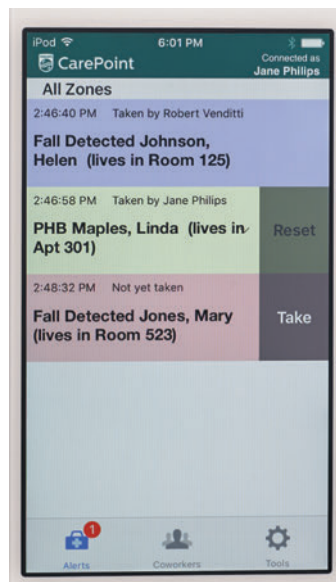 iPod 6:01 PM
CarePoint
Connected as
Jane Philips
All Zones
2:46:40 PM Taken by Robert Venditti
Fall Detected Johnson,
Helen (lives in Room 125)
2:46:58 PM Taken by Jane Philips
PHB Maples, Linda (lives in
Apt 301)
Reset
2:48:32 PM Not yet taken
Fall Detected Jones, Mary
(lives in Room 523)
Take
1
Alerts
Coworkers
Tools